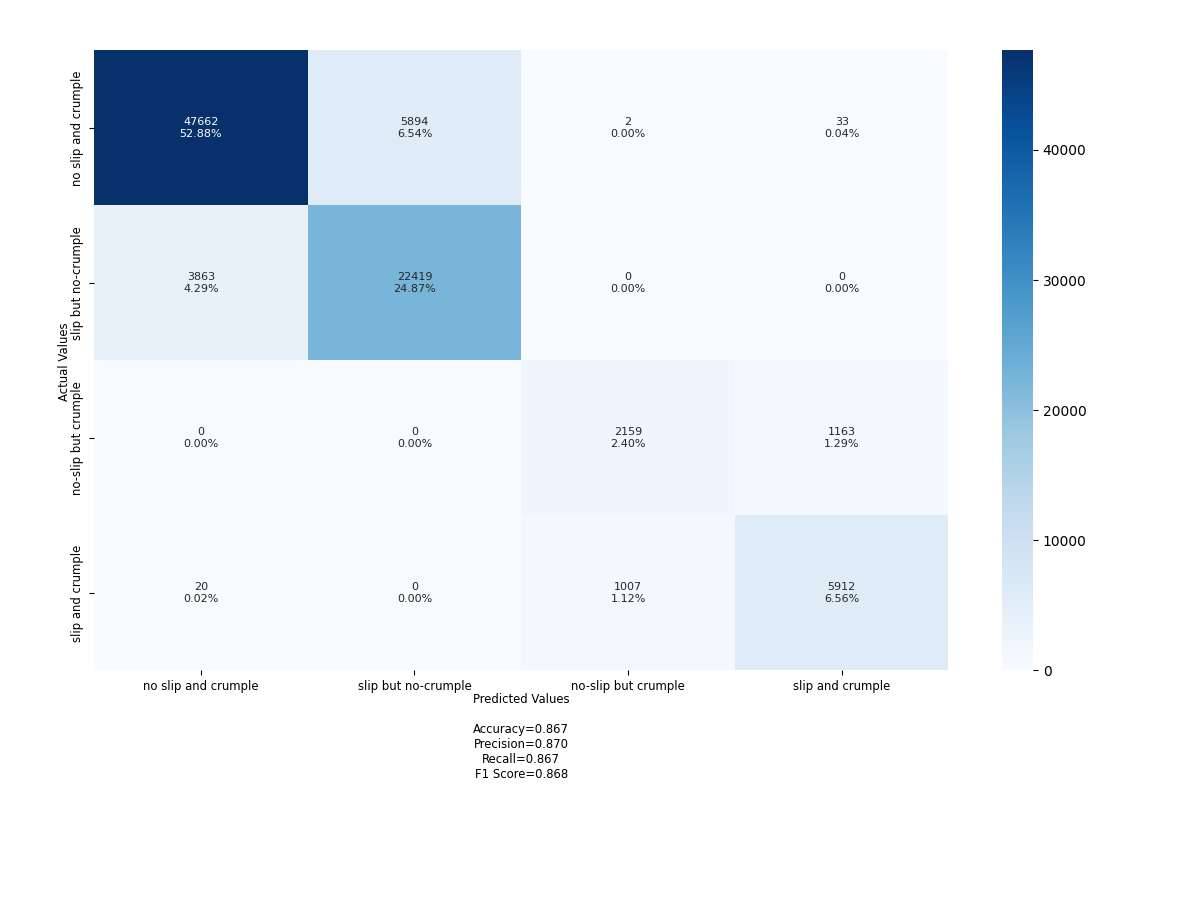 no slip and crumple
47662
52.88%
5894
6.54%
2
0.00%
33
0.04%
slip but no-crumple
3863
4.29%
22419
24.87%
0
0.00%
0
0.00%
Actual Values
no-slip but crumple
0
0.00%
0
0.00%
2159
2.40%
1163
1.29%
slip and crumple
20
0.02%
0
0.00%
1007
1.12%
5912
6.56%
40000
30000
20000
10000
0
no slip and crumple
slip but no-crumple
no-slip but crumple
slip and crumple
Predicted Values
Accuracy=0.867
Precision=0.870
Recall=0.867
F1 Score=0.868